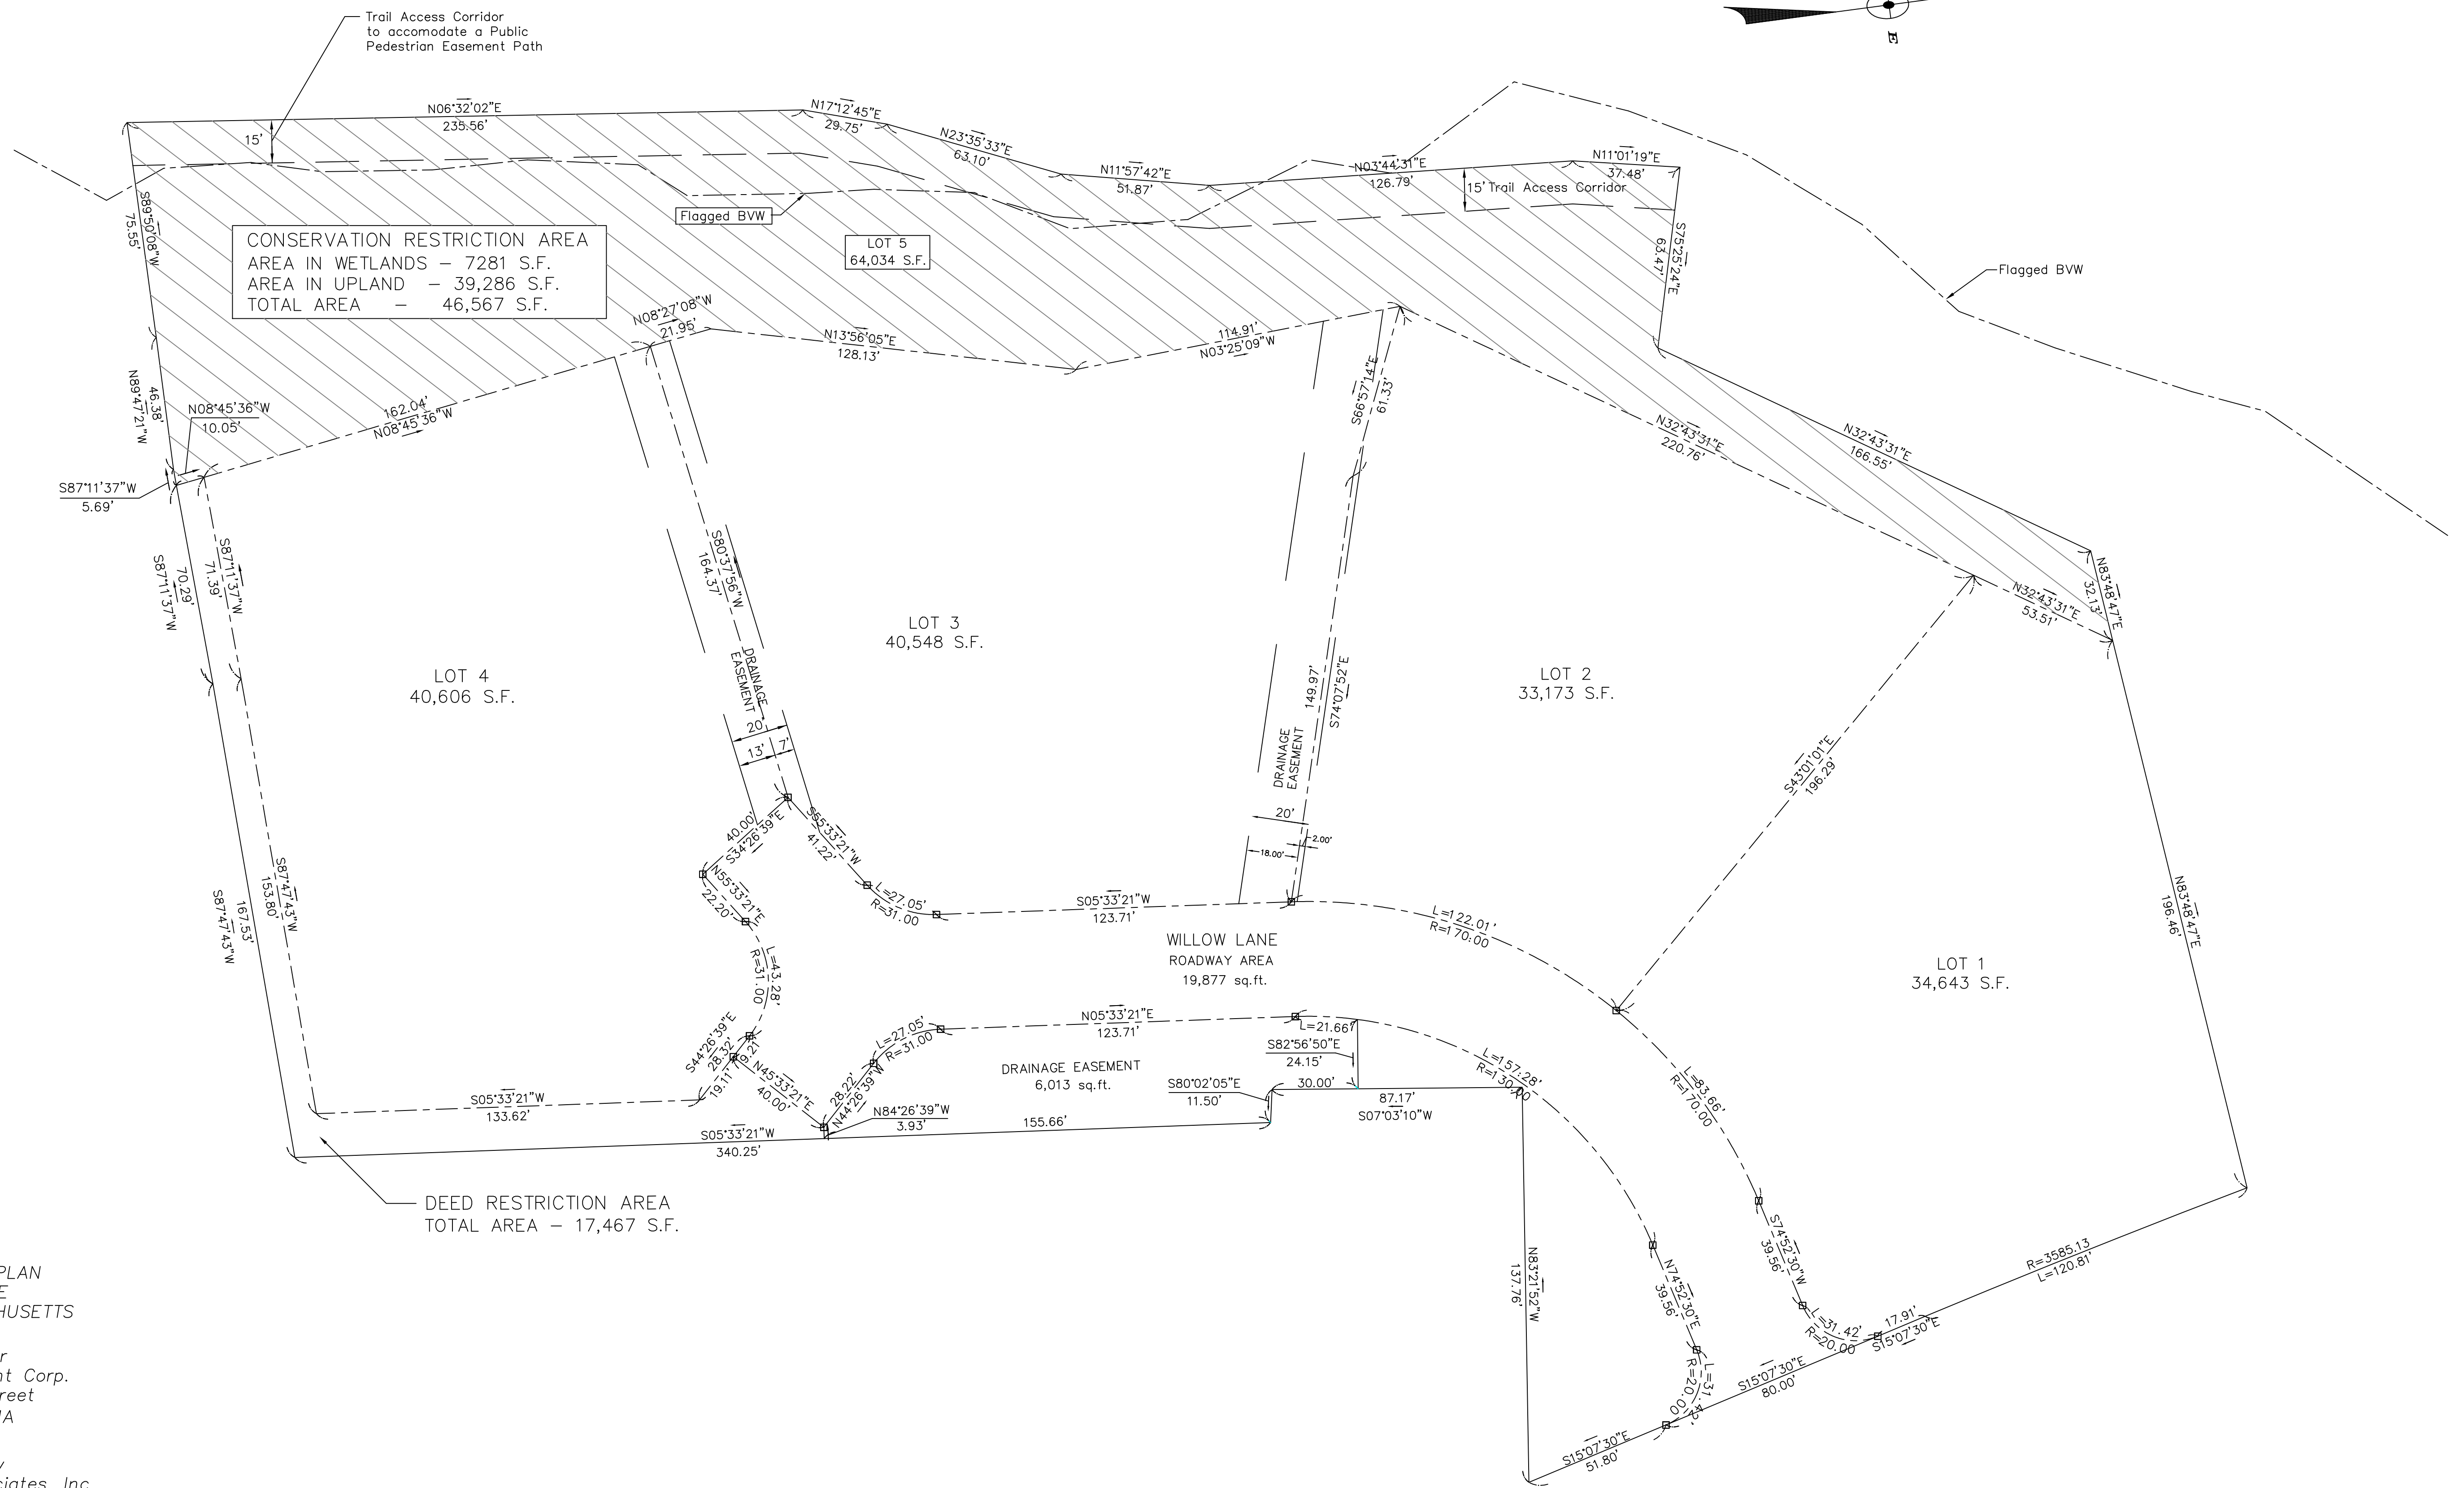 Trail Access Corridor
to accomodate a Public
Pedestrian Easement Path
E
N06°32'02"E
235.56'
15'
N17°12'45"E
29.75'
N23°35'33"E
63.10'
N11°57'42"E
51.87'
N03°44'31"E
126.79'
N11°01'19"E
37.48'
15' Trail Access Corridor
S75°25'24"E
63.47'
Flagged BVW
Flagged BVW
LOT 5
64,034 S.F.
S89°50'08"W
75.55'
CONSERVATION RESTRICTION AREA
AREA IN WETLANDS – 7281 S.F.
AREA IN UPLAND – 39,286 S.F.
TOTAL AREA – 46,567 S.F.
N08°27'08"W
21.95'
N13°56'05"E
128.13'
114.91'
N03°25'09"W
46.38'
N89°47'21"W
N08°45'36"W
10.05'
162.04'
N08°45'36"W
S87°11'37"W
5.69'
S66°57'14"E
61.33'
N32°43'31"E
220.76'
N32°43'31"E
166.55'
N83°48'47"E
32.13'
N32°43'31"E
53.51'
S87°11'37"W
71.39'
70.29'
S87°11'37"W
S80°37'56"W
164.37'
DRAINAGE
EASEMENT
20'
13'
7'
LOT 4
40,606 S.F.
LOT 3
40,548 S.F.
149.97'
S74°07'52"E
DRAINAGE
EASEMENT
20'
18.00'
2.00'
LOT 2
33,173 S.F.
S43°01'01"E
196.29'
N83°48'47"E
196.46'
LOT 1
34,643 S.F.
40.00'
S34°26'39"E
S55°33'21"W
41.22'
N55°33'21"E
22.20'
L=27.05'
R=31.00
S05°33'21"W
123.71'
L=122.01'
R=170.00
WILLOW LANE
ROADWAY AREA
19,877 sq.ft.
S87°47'43"W
153.80'
167.53'
S87°47'43"W
L=43.28'
R=31.00
S44°26'39"E
28.32'
9.21'
19.11'
N45°33'21"E
40.00'
L=27.05'
R=31.00
28.22'
N44°26'39"W
N05°33'21"E
123.71'
DRAINAGE EASEMENT
6,013 sq.ft.
L=21.66'
S82°56'50"E
24.15'
S80°02'05"E
11.50'
30.00'
87.17'
S07°03'10"W
L=157.28'
R=130.00
L=83.66'
R=170.00
N84°26'39"W
3.93'
155.66'
S05°33'21"W
133.62'
S05°33'21"W
340.25'
DEED RESTRICTION AREA
TOTAL AREA – 17,467 S.F.
N83°21'52"W
137.76'
N74°52'30"E
39.56'
S74°52'30"W
39.56'
L=31.42'
R=20.00
L=31.42'
R=20.00
17.91'
S15°07'30"E
R=3585.13
L=120.81'
S15°07'30"E
80.00'
S15°07'30"E
51.80'
PLAN
E
HUSETTS
r
nt Corp.
reet
IA
y
ciates, Inc